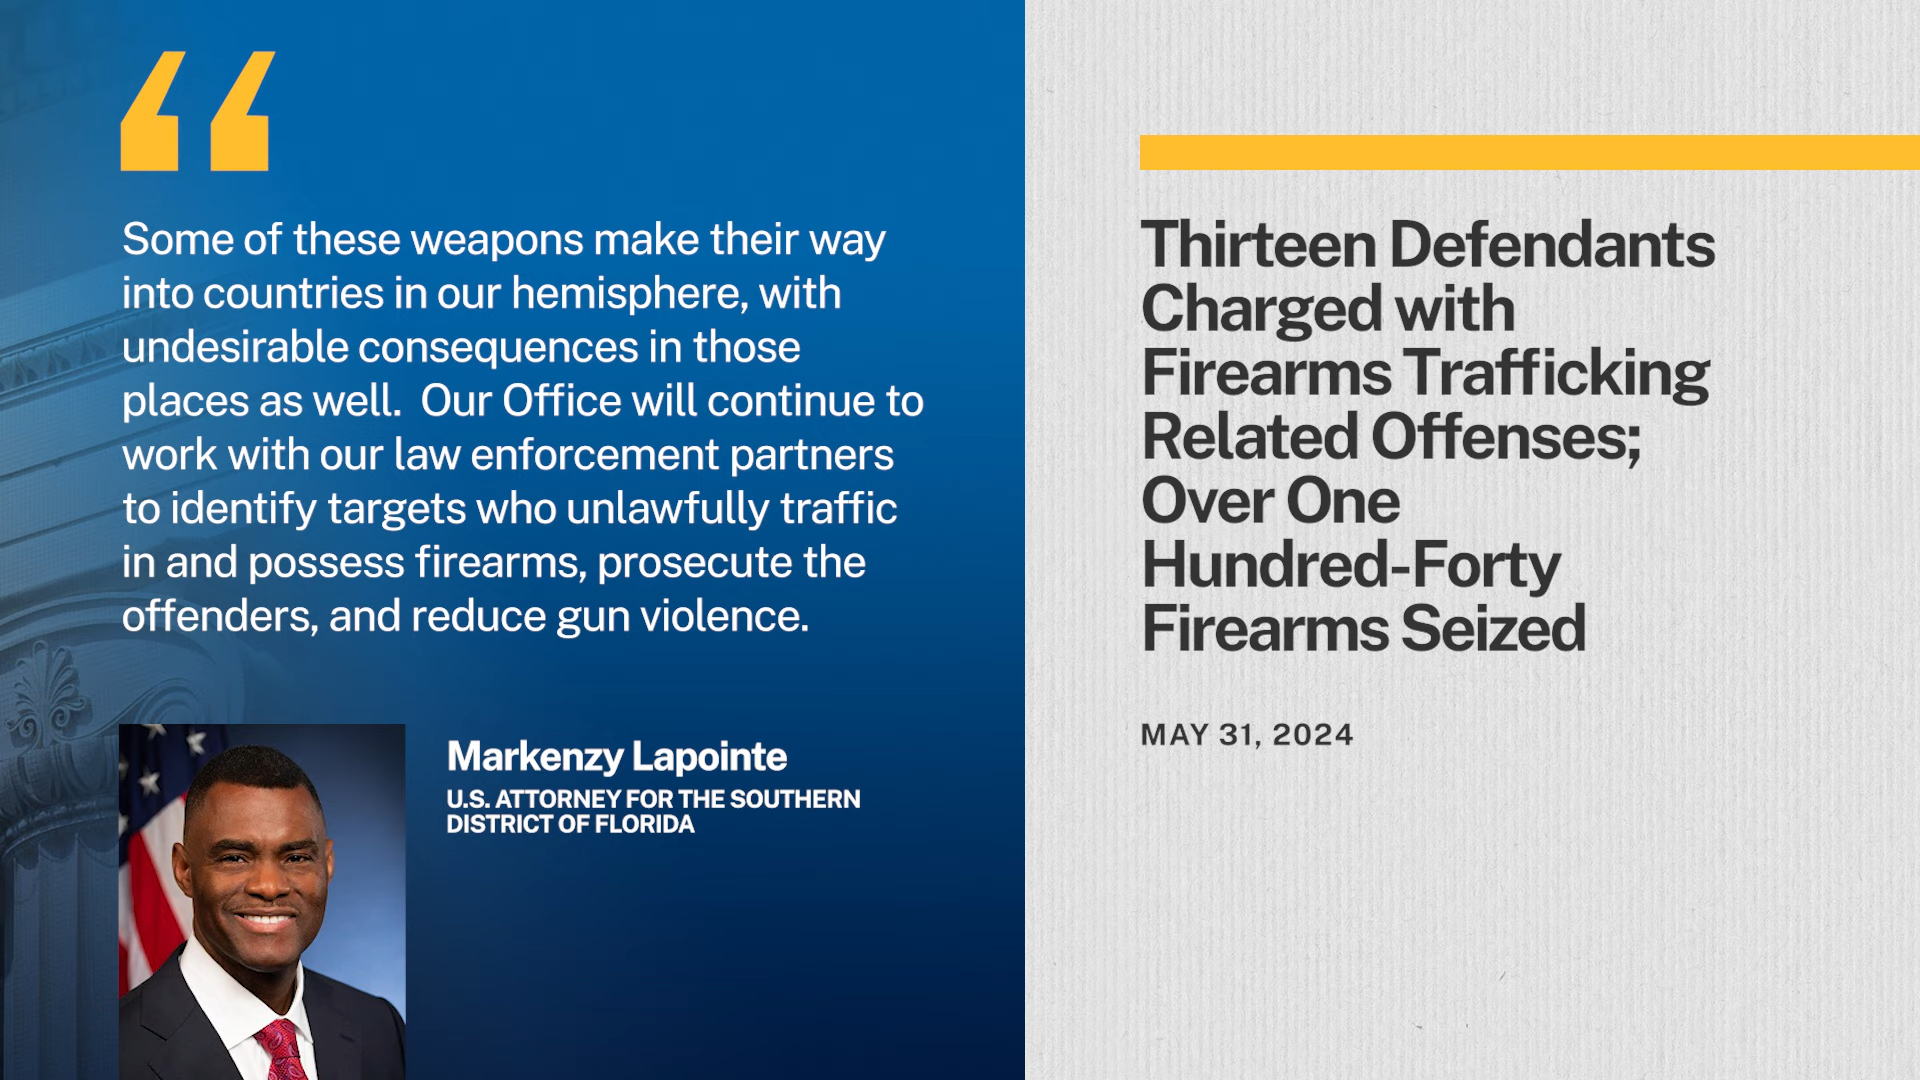 “
Some of these weapons make their way
into countries in our hemisphere, with
undesirable consequences in those
places as well.  Our Office will continue to
work with our law enforcement partners
to identify targets who unlawfully traffic
in and possess firearms, prosecute the
offenders, and reduce gun violence.
Markenzy Lapointe
U.S. ATTORNEY FOR THE SOUTHERN
DISTRICT OF FLORIDA
Thirteen Defendants
Charged with
Firearms Trafficking
Related Offenses;
Over One
Hundred-Forty
Firearms Seized
MAY 31, 2024